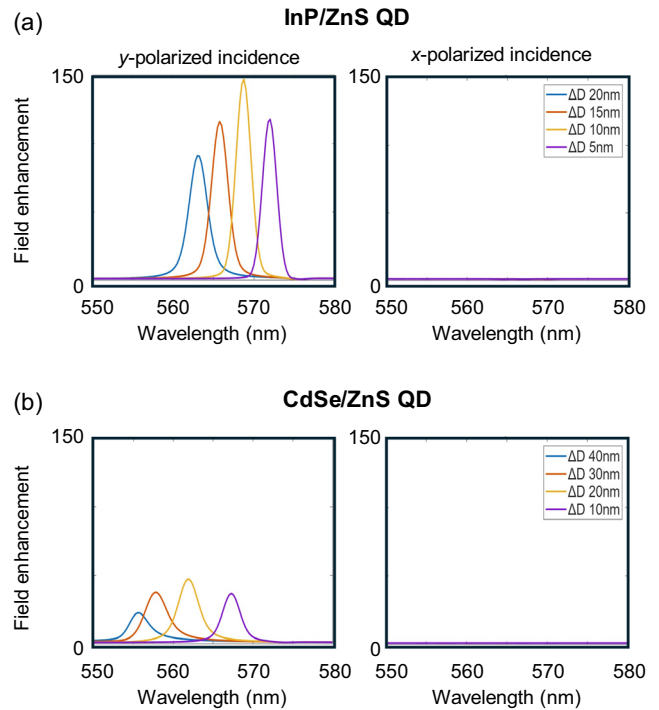 (a)
InP/ZnS QD
y-polarized incidence
x-polarized incidence
Field enhancement
150
0
550
560
570
580
Wavelength (nm)
ΔD 20nm
ΔD 15nm
ΔD 10nm
ΔD 5nm
150
0
550
560
570
580
Wavelength (nm)
(b)
CdSe/ZnS QD
Field enhancement
150
0
550
560
570
580
Wavelength (nm)
ΔD 40nm
ΔD 30nm
ΔD 20nm
ΔD 10nm
150
0
550
560
570
580
Wavelength (nm)